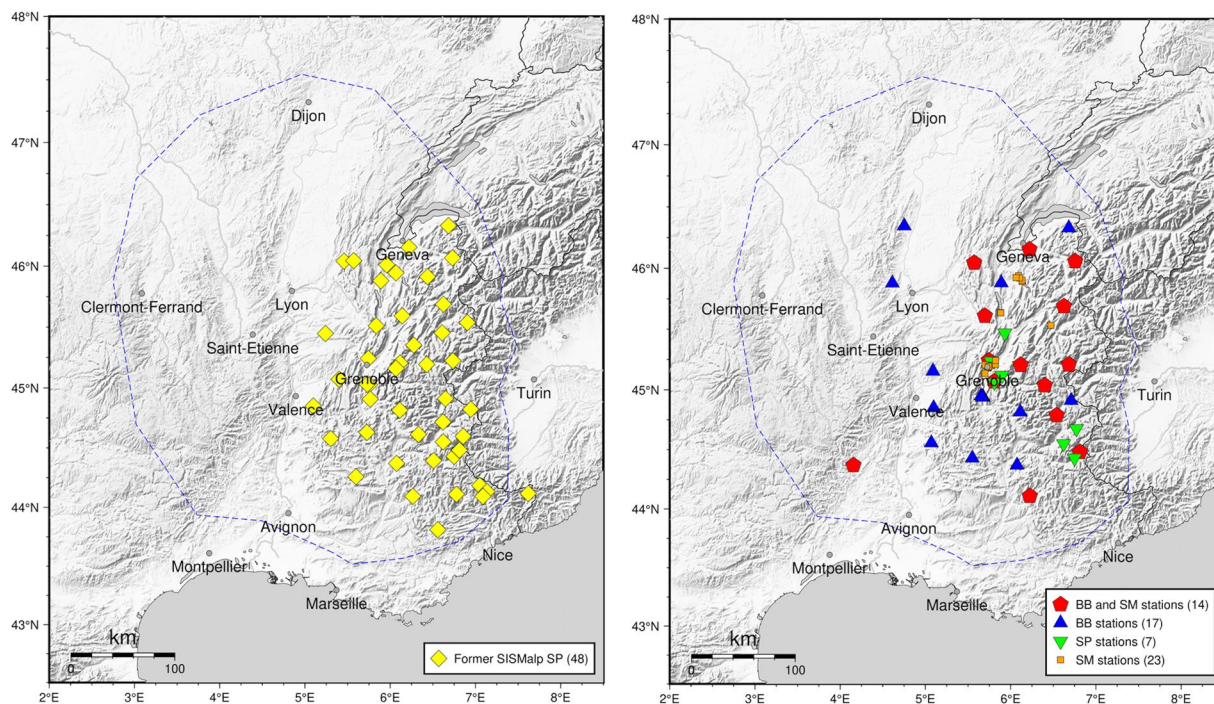 48°N
47°N
46°N
45°N
44°N
43°N
2°E
3°E
4°E
5°E
6°E
7°E
8°E
Dijon
Geneva
Clermont-Ferrand
Lyon
Saint-Etienne
Grenoble
Turin
Valence
Avignon
Nice
Montpellier
Marseille
km
0
100
Former SISMalp SP (48)
48°N
47°N
46°N
45°N
44°N
43°N
2°E
3°E
4°E
5°E
6°E
7°E
8°E
Dijon
Geneva
Clermont-Ferrand
Lyon
Saint-Etienne
Grenoble
Turin
Valence
Avignon
Nice
Montpellier
Marseille
km
0
100
BB and SM stations (14)
BB stations (17)
SP stations (7)
SM stations (23)